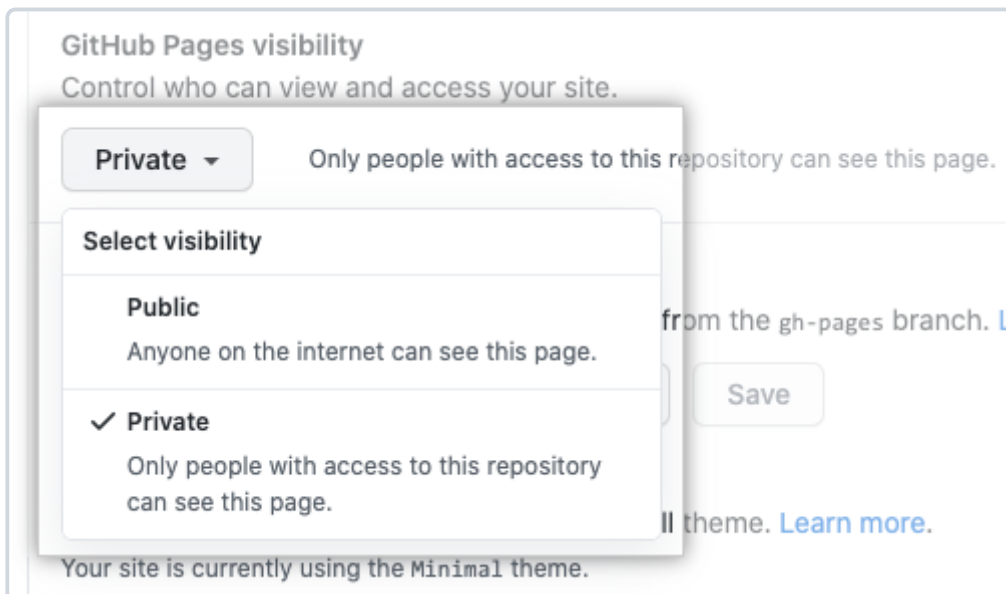 GitHub Pages visibility
Control who can view and access your site.
Private
Only people with access to this repository can see this page.
Select visibility
Public
Anyone on the internet can see this page.
from the gh-pages branch. L
Save
Private
Only people with access to this repository
can see this page.
ll theme. Learn more.
Your site is currently using the Minimal theme.